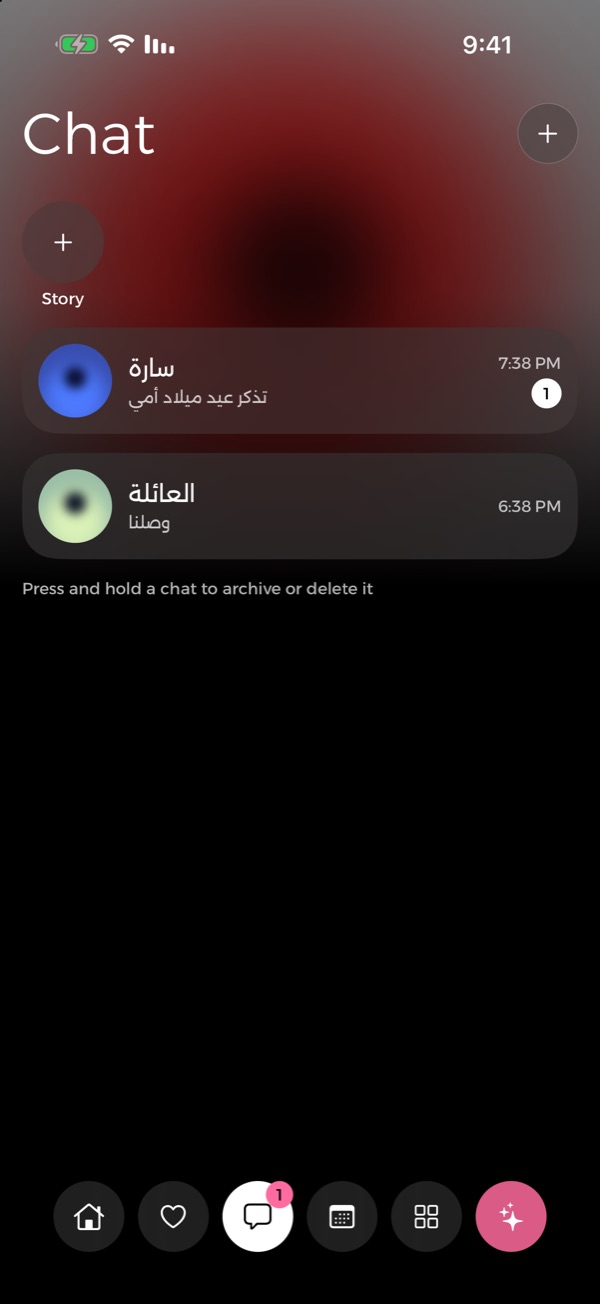 9:41
Chat
Story
سارة
7:38 PM
تذكر عيد ميلاد أمي
1
العائلة
6:38 PM
وصلنا
Press and hold a chat to archive or delete it
1